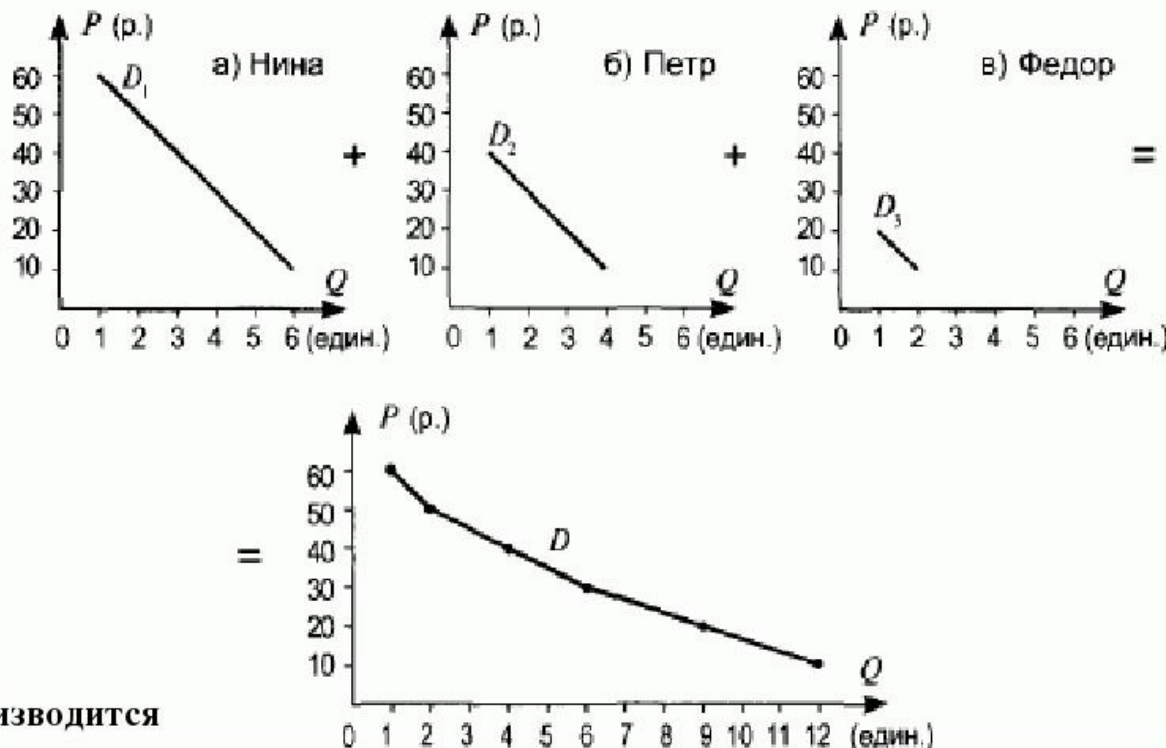 P (р.) P (р.) P (р.)
а) Нина б) Петр в) Федор
60 D₁ 60 60
50 50 50
40 + 40 D₂ + 40 =
30 30 30
20 20 20 D₃
10 Q 10 Q 10 Q
0 1 2 3 4 5 6 (един.) 0 1 2 3 4 5 6 (един.) 0 1 2 3 4 5 6 (един.)
P (р.)
60
50
= 40 D
30
20
10 Q
изводится
0 1 2 3 4 5 6 7 8 9 10 11 12 (един.)